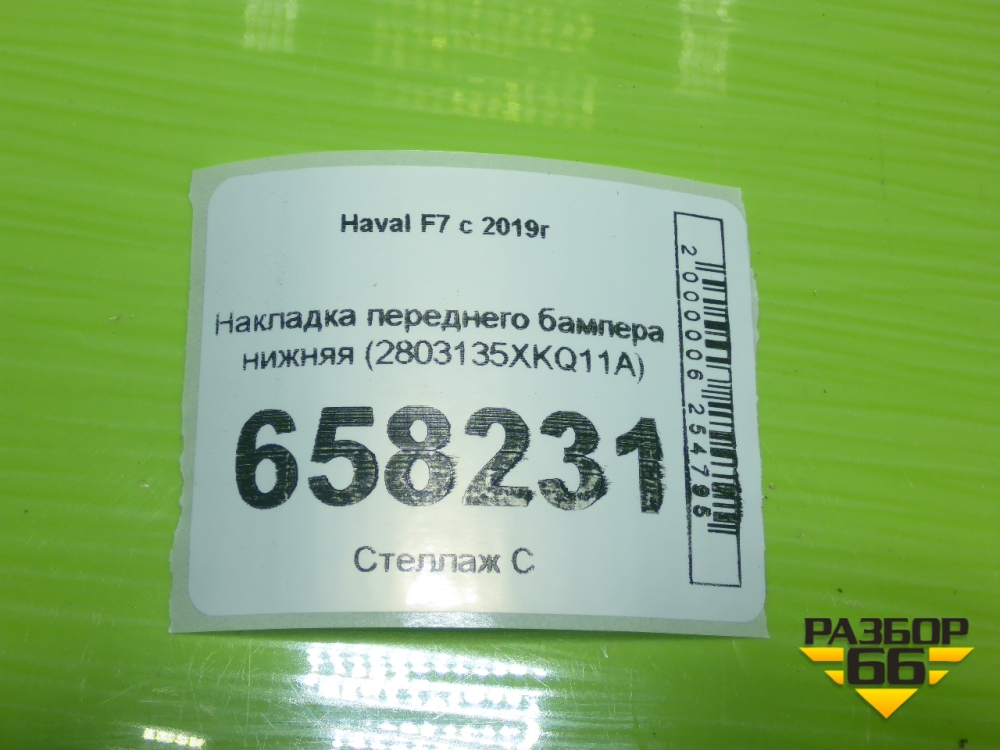 Haval F7 с 2019г
Накладка переднего бампера
нижняя (2803135XKQ11A)
658231
Стеллаж С
2000006254795
РАЗБОР
66